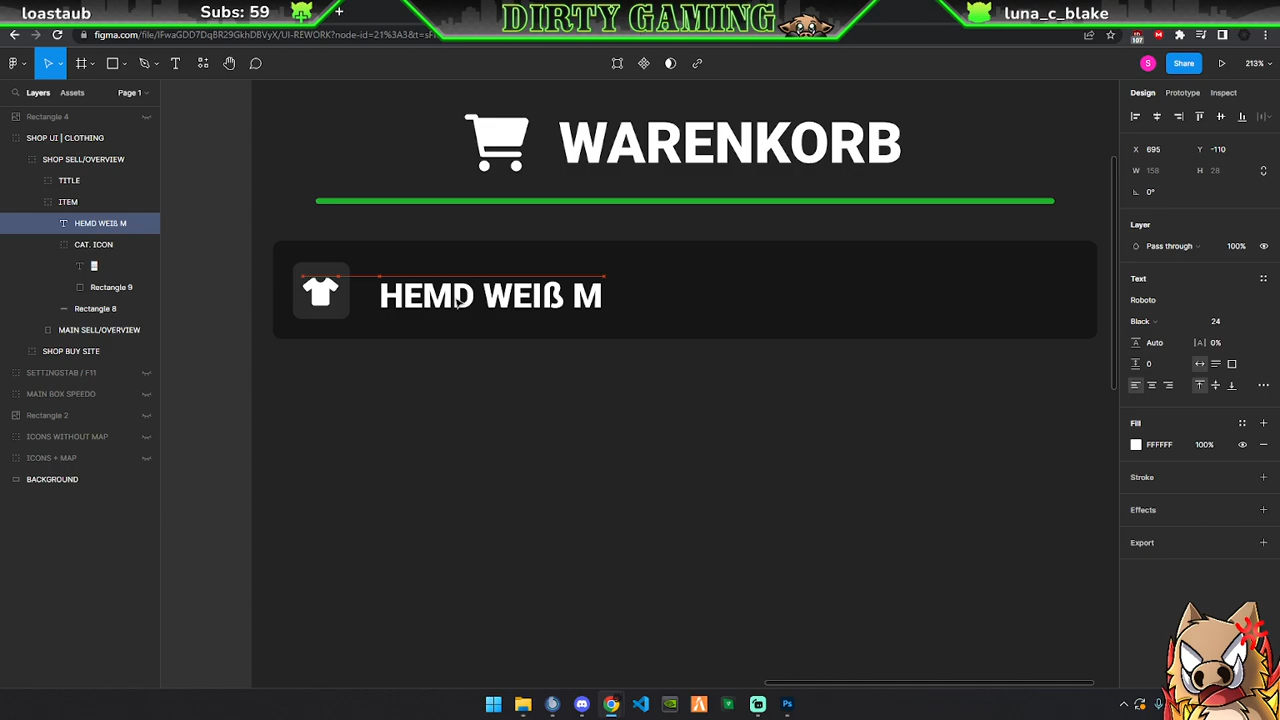 loastaub
Subs: 59
+
DIRTY GAMING
luna_c_blake
figma.com/file/IFwaGDD7DqBR29GkhDBVyX/UI-REWORK?node-id=21%3A3&t=sF
107
S
Share
213%
Layers
Assets
Page 1
Design
Prototype
Inspect
Rectangle 4
SHOP UI | CLOTHING
SHOP SELL/OVERVIEW
TITLE
ITEM
HEMD WEIß M
CAT. ICON
Rectangle 9
Rectangle 8
MAIN SELL/OVERVIEW
SHOP BUY SITE
SETTINGSTAB / F11
MAIN BOX SPEEDO
Rectangle 2
ICONS WITHOUT MAP
ICONS + MAP
BACKGROUND
WARENKORB
HEMD WEIß M
X 695 Y -110
W 158 H 28
0°
Layer
Pass through 100%
Text
Roboto
Black 24
Auto |A| 0%
0
Fill
FFFFFF 100%
Stroke
Effects
Export
Ps